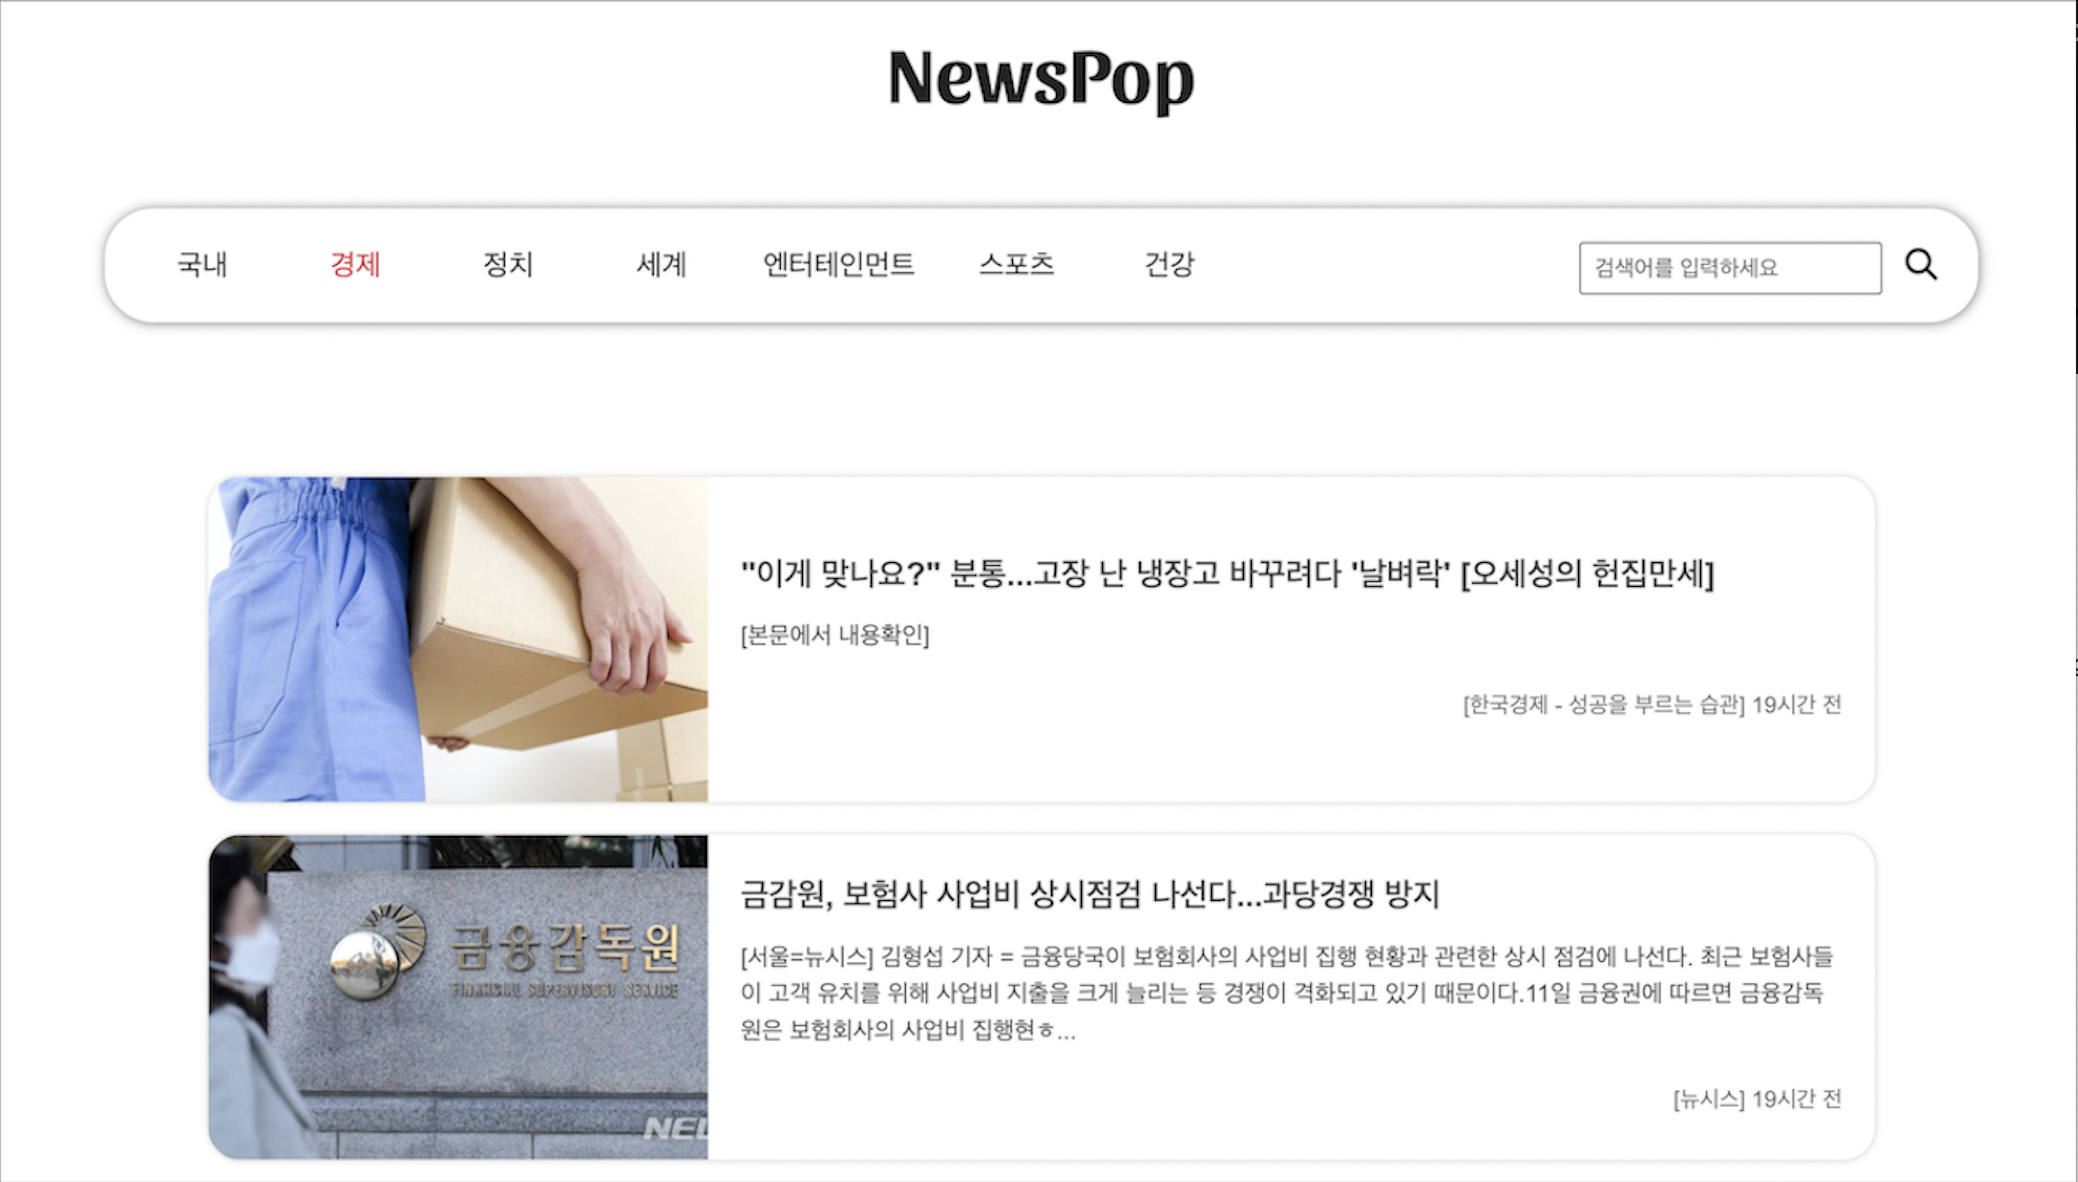 NewsPop
국내 경제 정치 세계 엔터테인먼트 스포츠 건강 검색어를 입력하세요
"이게 맞나요?" 분통...고장 난 냉장고 바꾸려다 '날벼락' [오세성의 헌집만세]
[본문에서 내용확인]
[한국경제 - 성공을 부르는 습관] 19시간 전
금융감독원
FINANCIAL SUPERVISORY SERVICE
금감원, 보험사 사업비 상시점검 나선다...과당경쟁 방지
[서울=뉴시스] 김형섭 기자 = 금융당국이 보험회사의 사업비 집행 현황과 관련한 상시 점검에 나선다. 최근 보험사들
이 고객 유치를 위해 사업비 지출을 크게 늘리는 등 경쟁이 격화되고 있기 때문이다.11일 금융권에 따르면 금융감독
원은 보험회사의 사업비 집행현ㅎ...
[뉴시스] 19시간 전